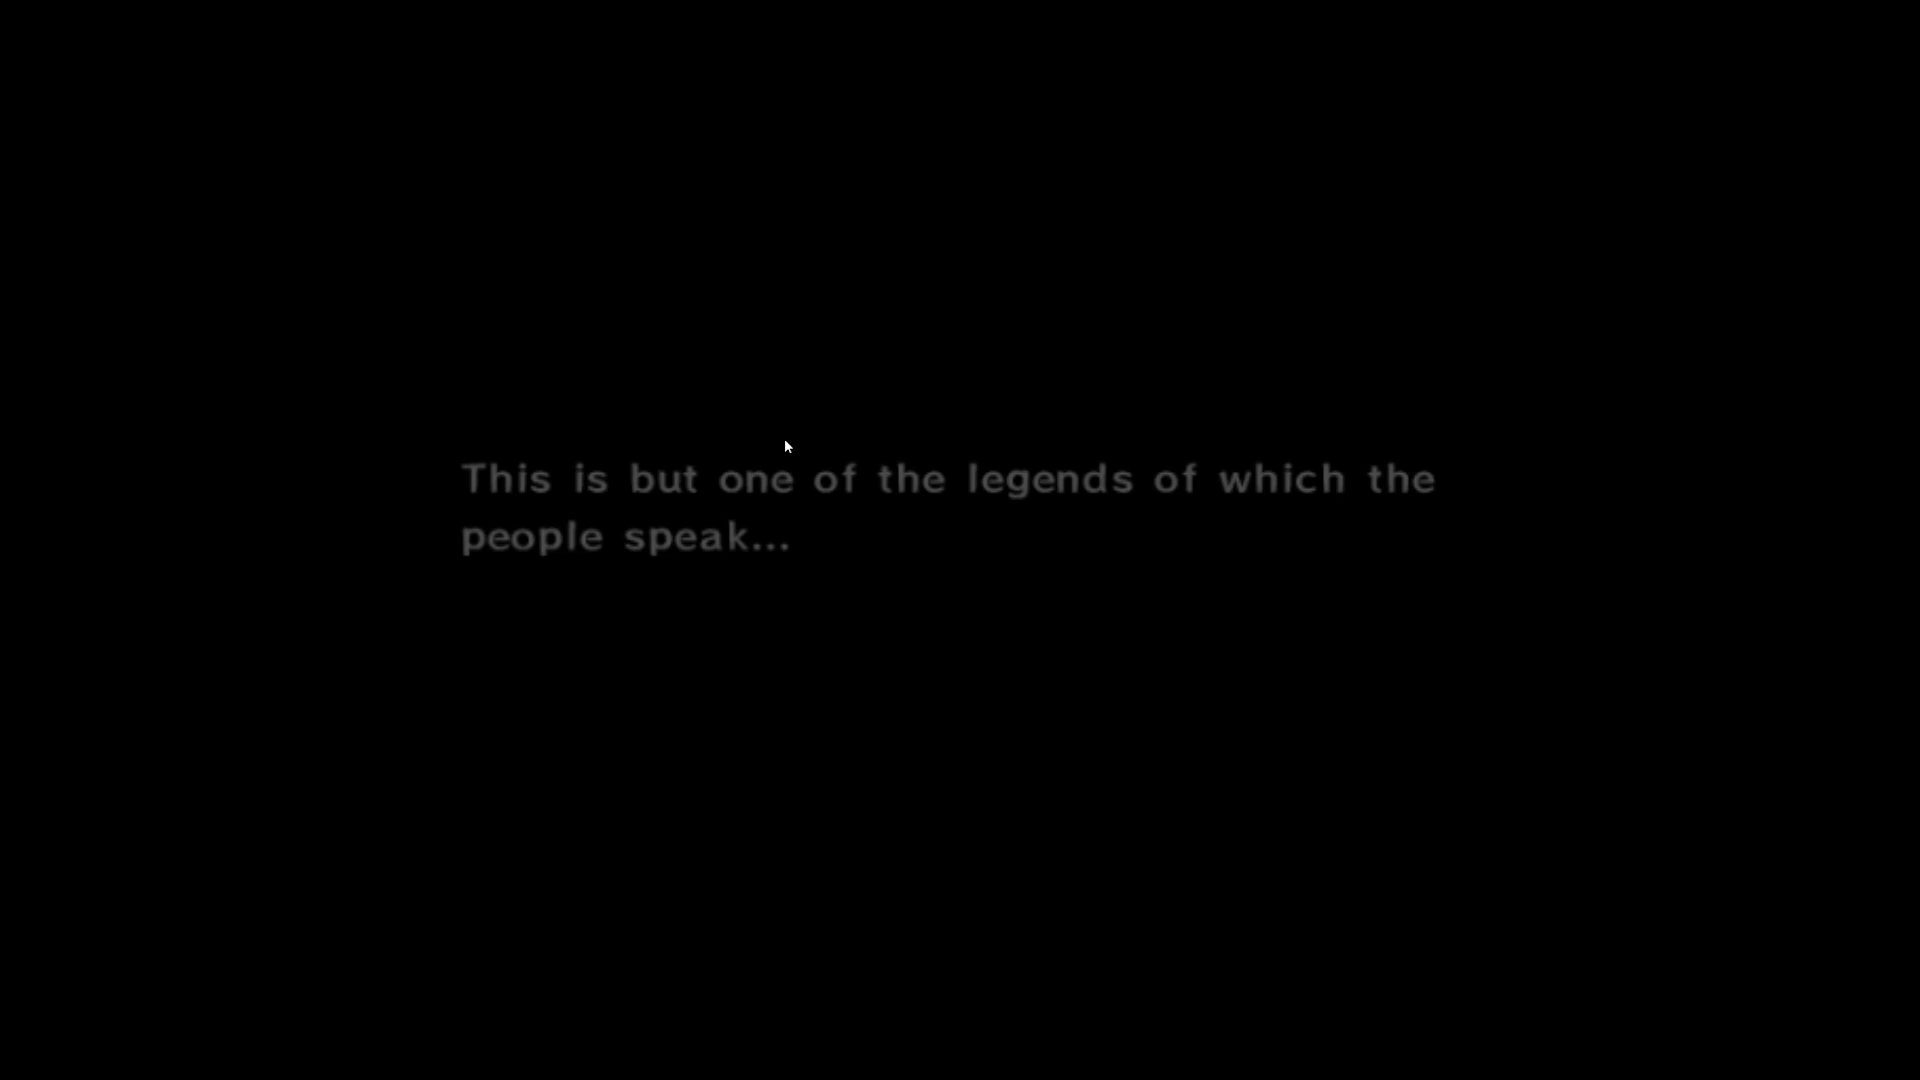 This is but one of the legends of which the
people speak...